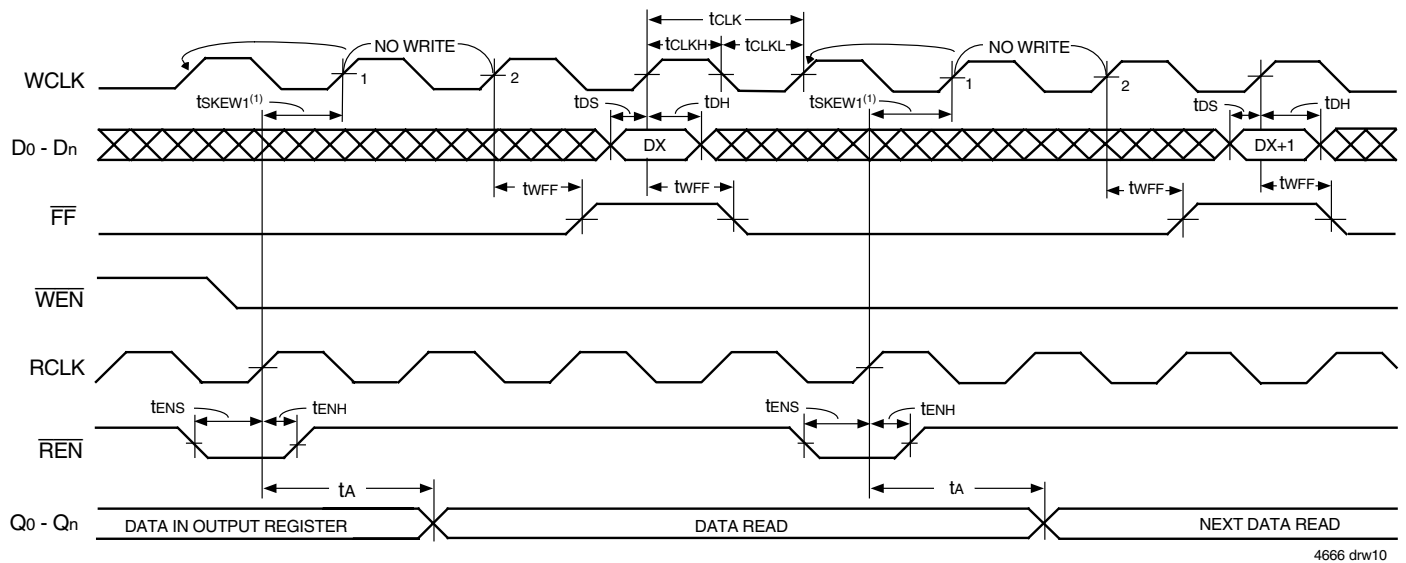 tCLK
NO WRITE
tCLKH
tCLKL
NO WRITE
WCLK
1
2
1
2
tSKEW1(1)
tDS
tDH
tSKEW1(1)
tDS
tDH
D0 - Dn
DX
DX+1
tWFF
tWFF
tWFF
tWFF
FF
WEN
RCLK
tENS
tENH
tENS
tENH
REN
tA
tA
Q0 - Qn
DATA IN OUTPUT REGISTER
DATA READ
NEXT DATA READ
4666 drw10